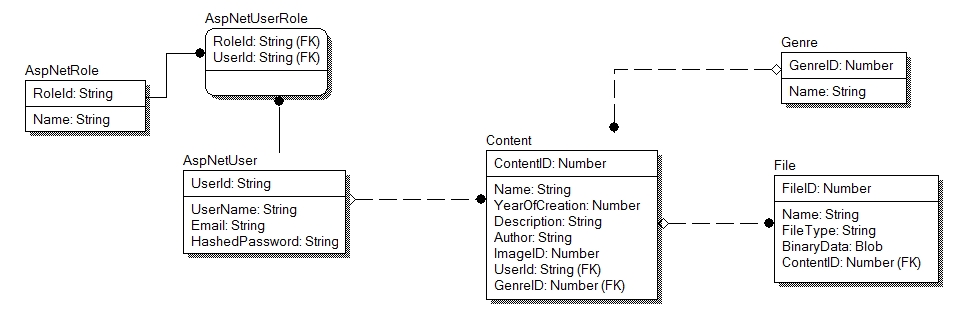 AspNetUserRole
RoleId: String (FK)
UserId: String (FK)
AspNetRole
RoleId: String
Name: String
Genre
GenreID: Number
Name: String
AspNetUser
UserId: String
UserName: String
Email: String
HashedPassword: String
Content
ContentID: Number
Name: String
YearOfCreation: Number
Description: String
Author: String
ImageID: Number
UserId: String (FK)
GenreID: Number (FK)
File
FileID: Number
Name: String
FileType: String
BinaryData: Blob
ContentID: Number (FK)